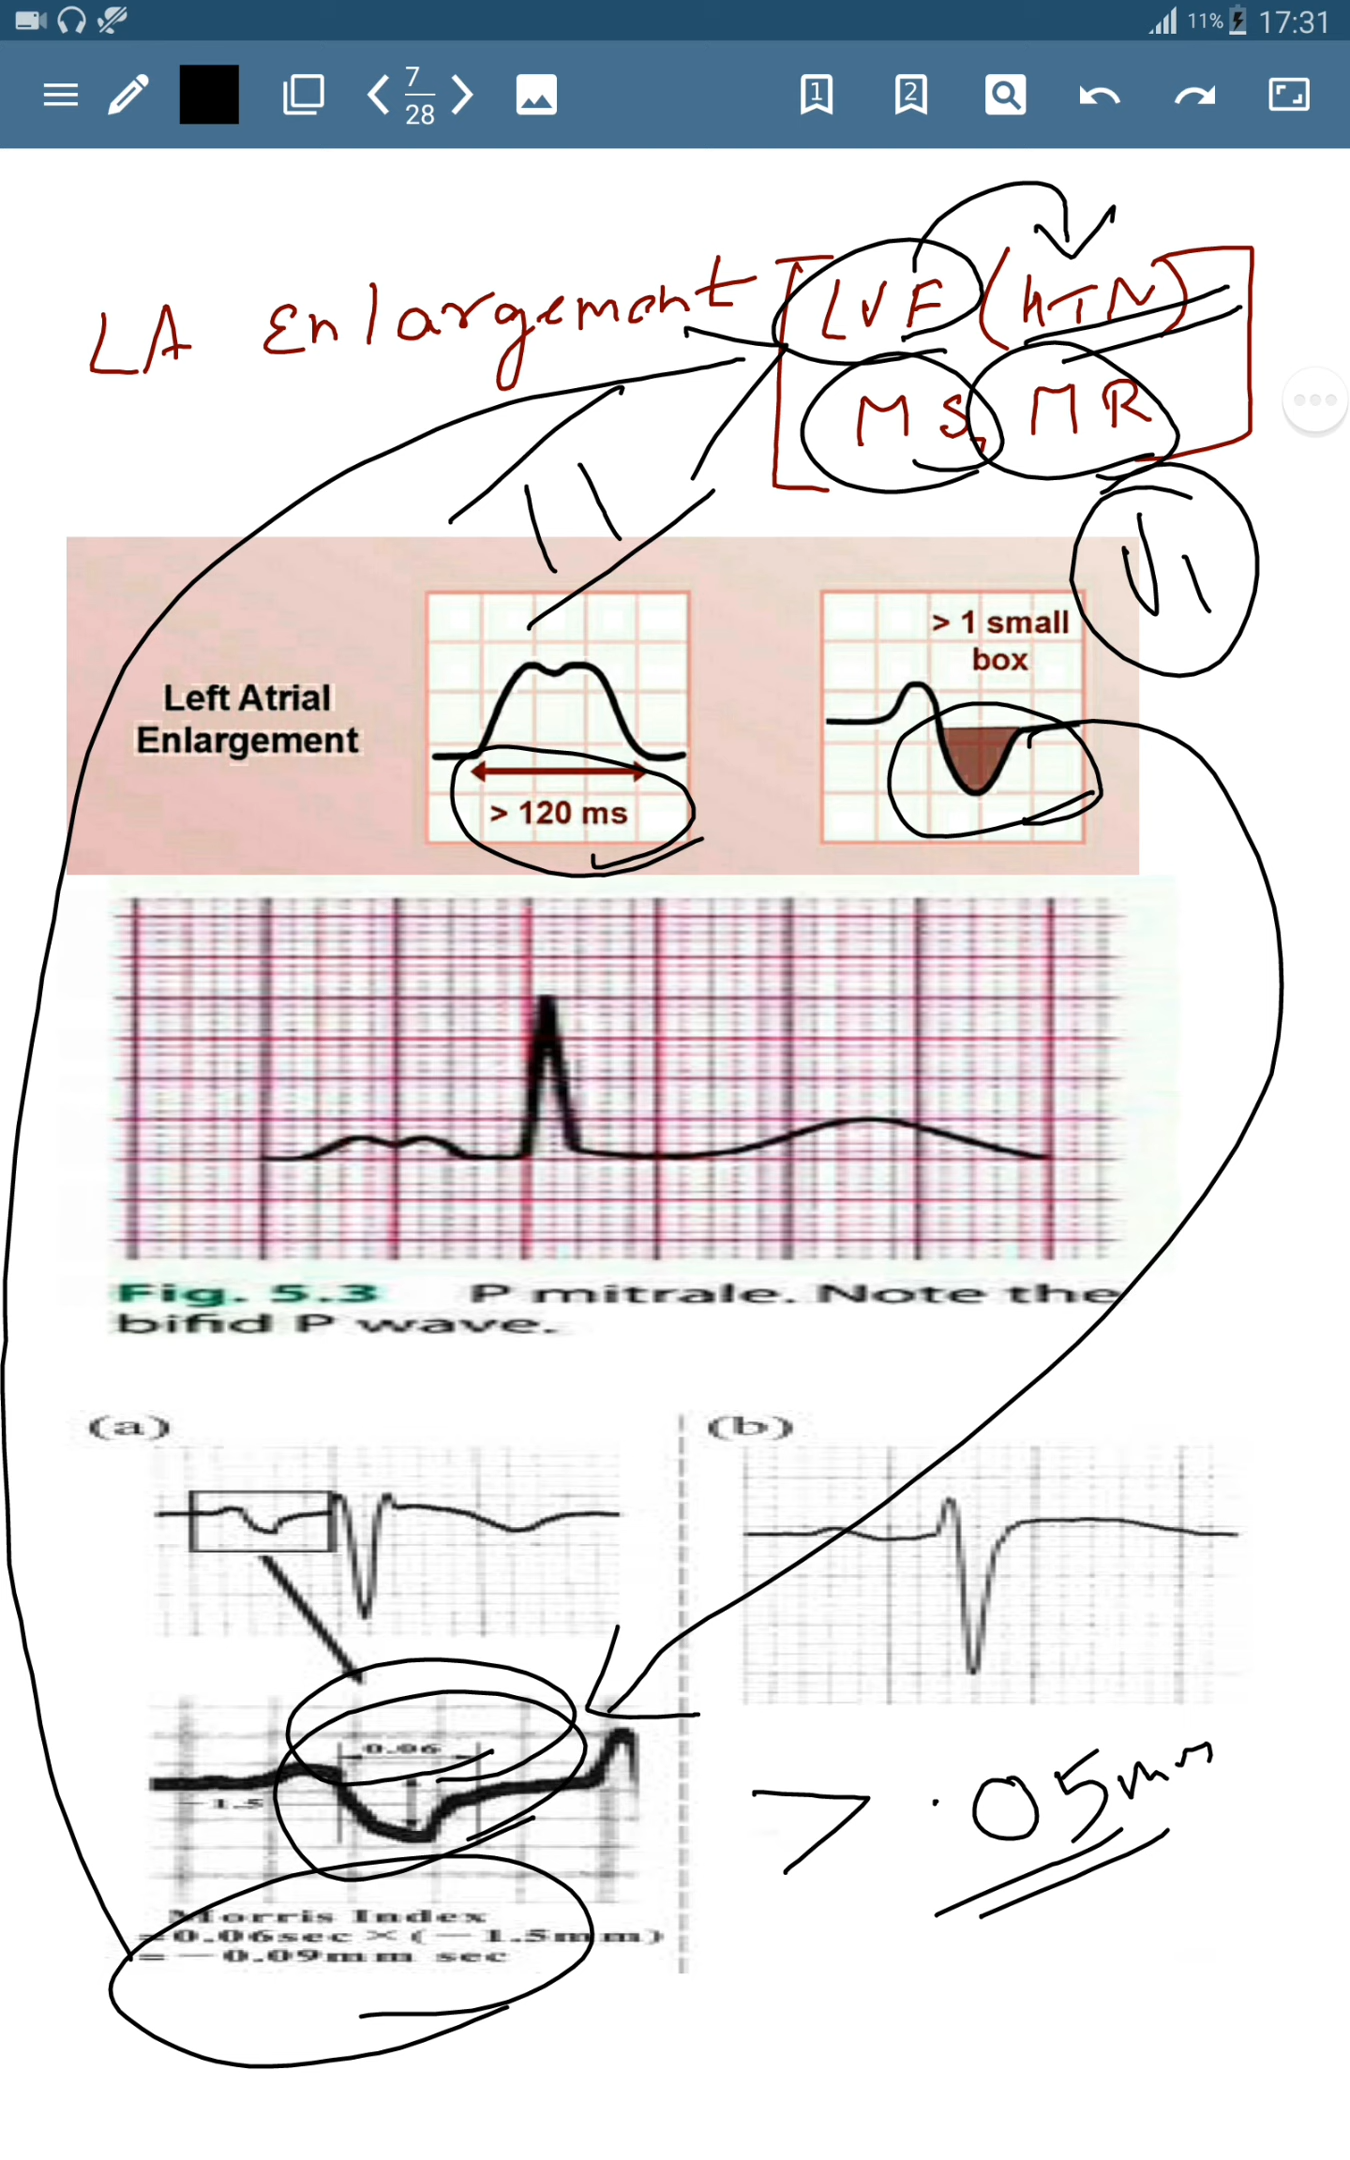 11% 17:31
7
28
1
2
LA Enlargement [LVF (HTN)
MS, MR]
II
V1
> 1 small
box
Left Atrial
Enlargement
> 120 ms
Fig. 5.3 P mitrale. Note the
bifid P wave.
(a)
(b)
0.06
1.5
> .05mm
Morris Index
=0.06sec×(−1.5mm)
=−0.09mm sec